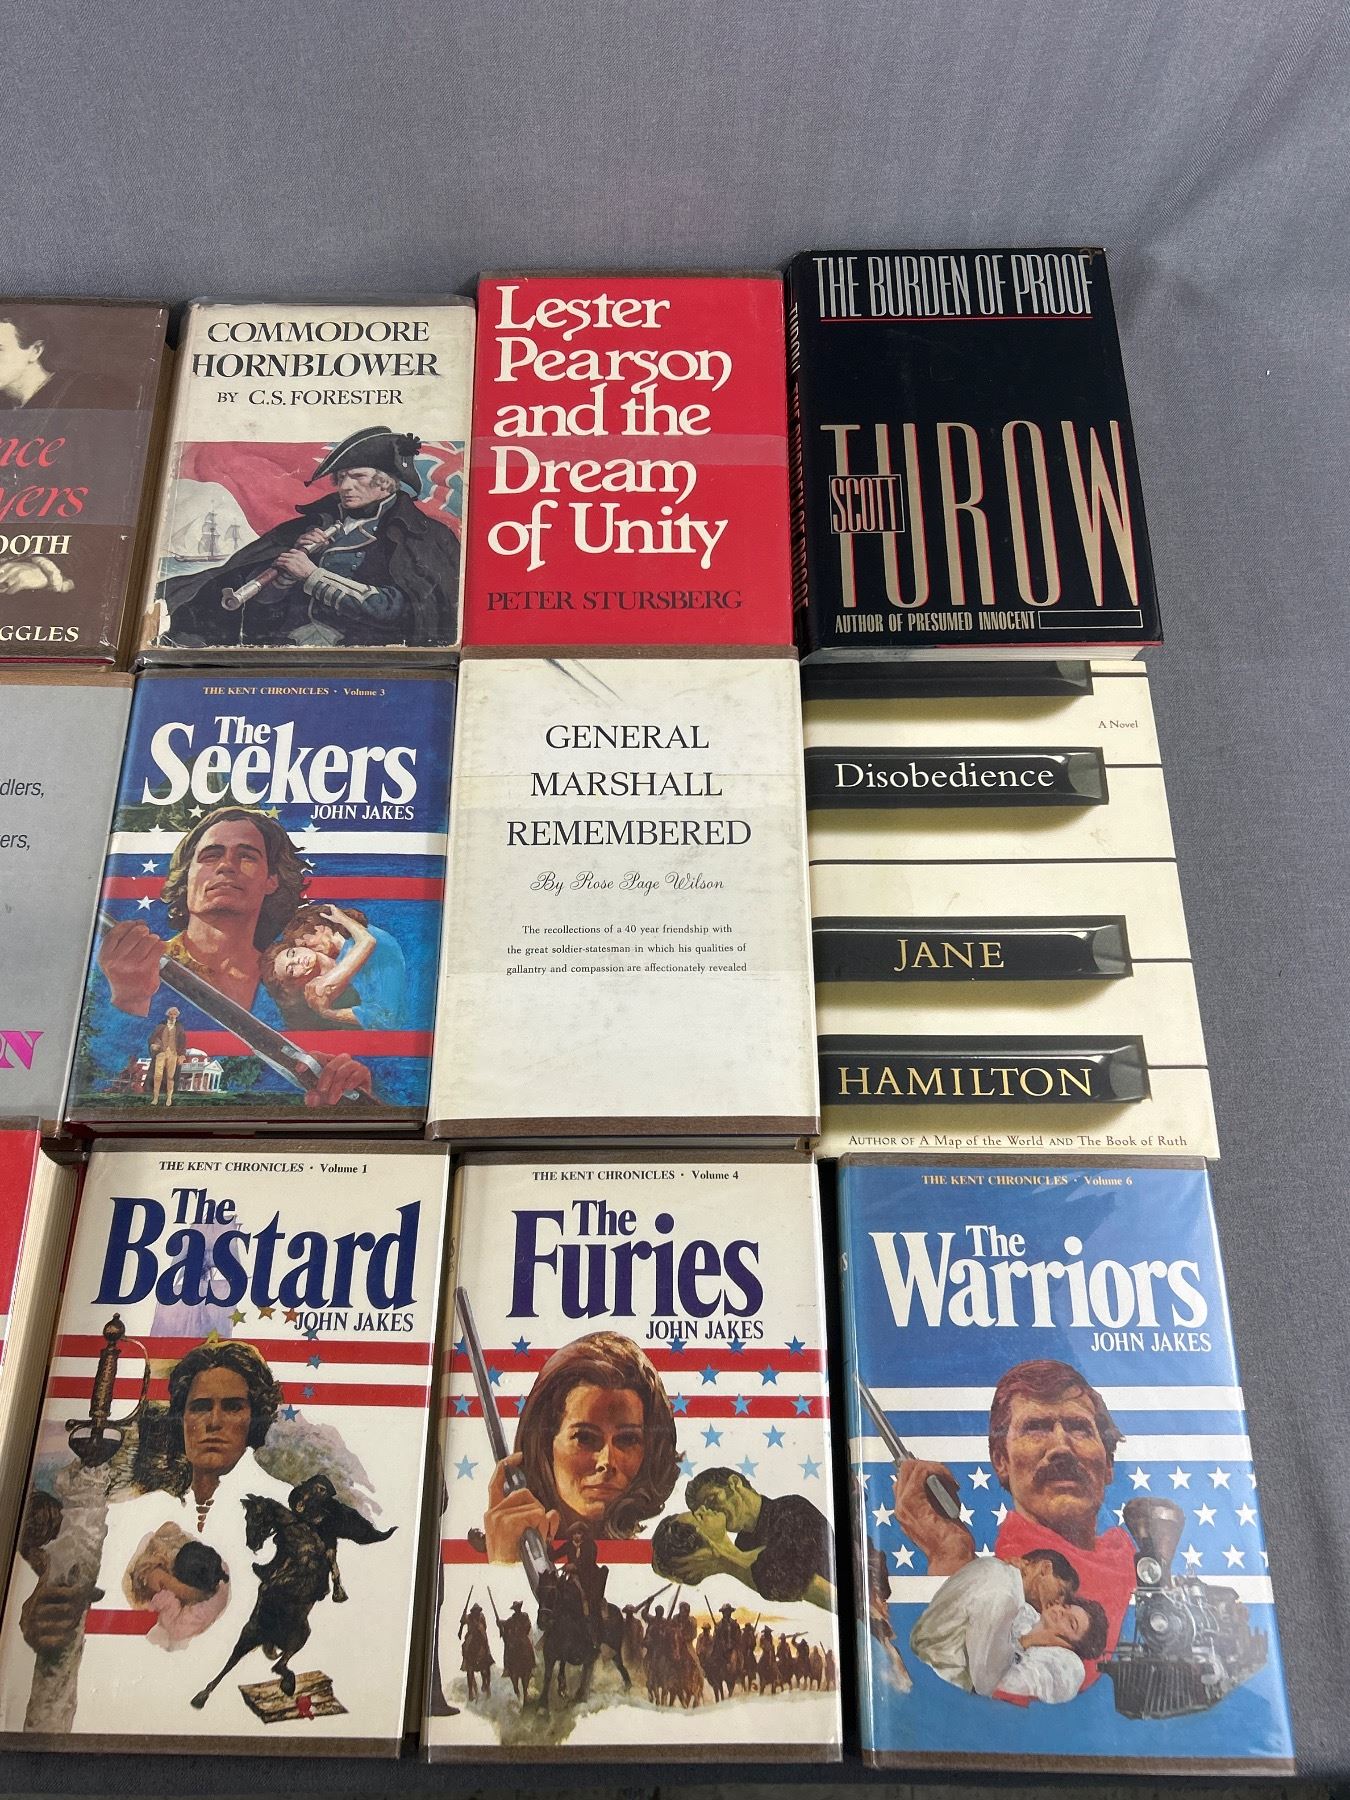 OOTH
GGLES
COMMODORE
HORNBLOWER
BY C.S. FORESTER
Lester
Pearson
and the
Dream
of Unity
PETER STURSBERG
THE BURDEN OF PROOF
SCOTT
TUROW
AUTHOR OF PRESUMED INNOCENT
dlers,
ers,
ON
THE KENT CHRONICLES · Volume 3
The
Seekers
JOHN JAKES
GENERAL
MARSHALL
REMEMBERED
By Rose Page Wilson
The recollections of a 40 year friendship with
the great soldier-statesman in which his qualities of
gallantry and compassion are affectionately revealed
A Novel
Disobedience
JANE
HAMILTON
AUTHOR OF A MAP OF THE WORLD AND THE BOOK OF RUTH
THE KENT CHRONICLES · Volume 1
The
Bastard
JOHN JAKES
THE KENT CHRONICLES · Volume 4
The
Furies
JOHN JAKES
THE KENT CHRONICLES · Volume 6
The
Warriors
JOHN JAKES